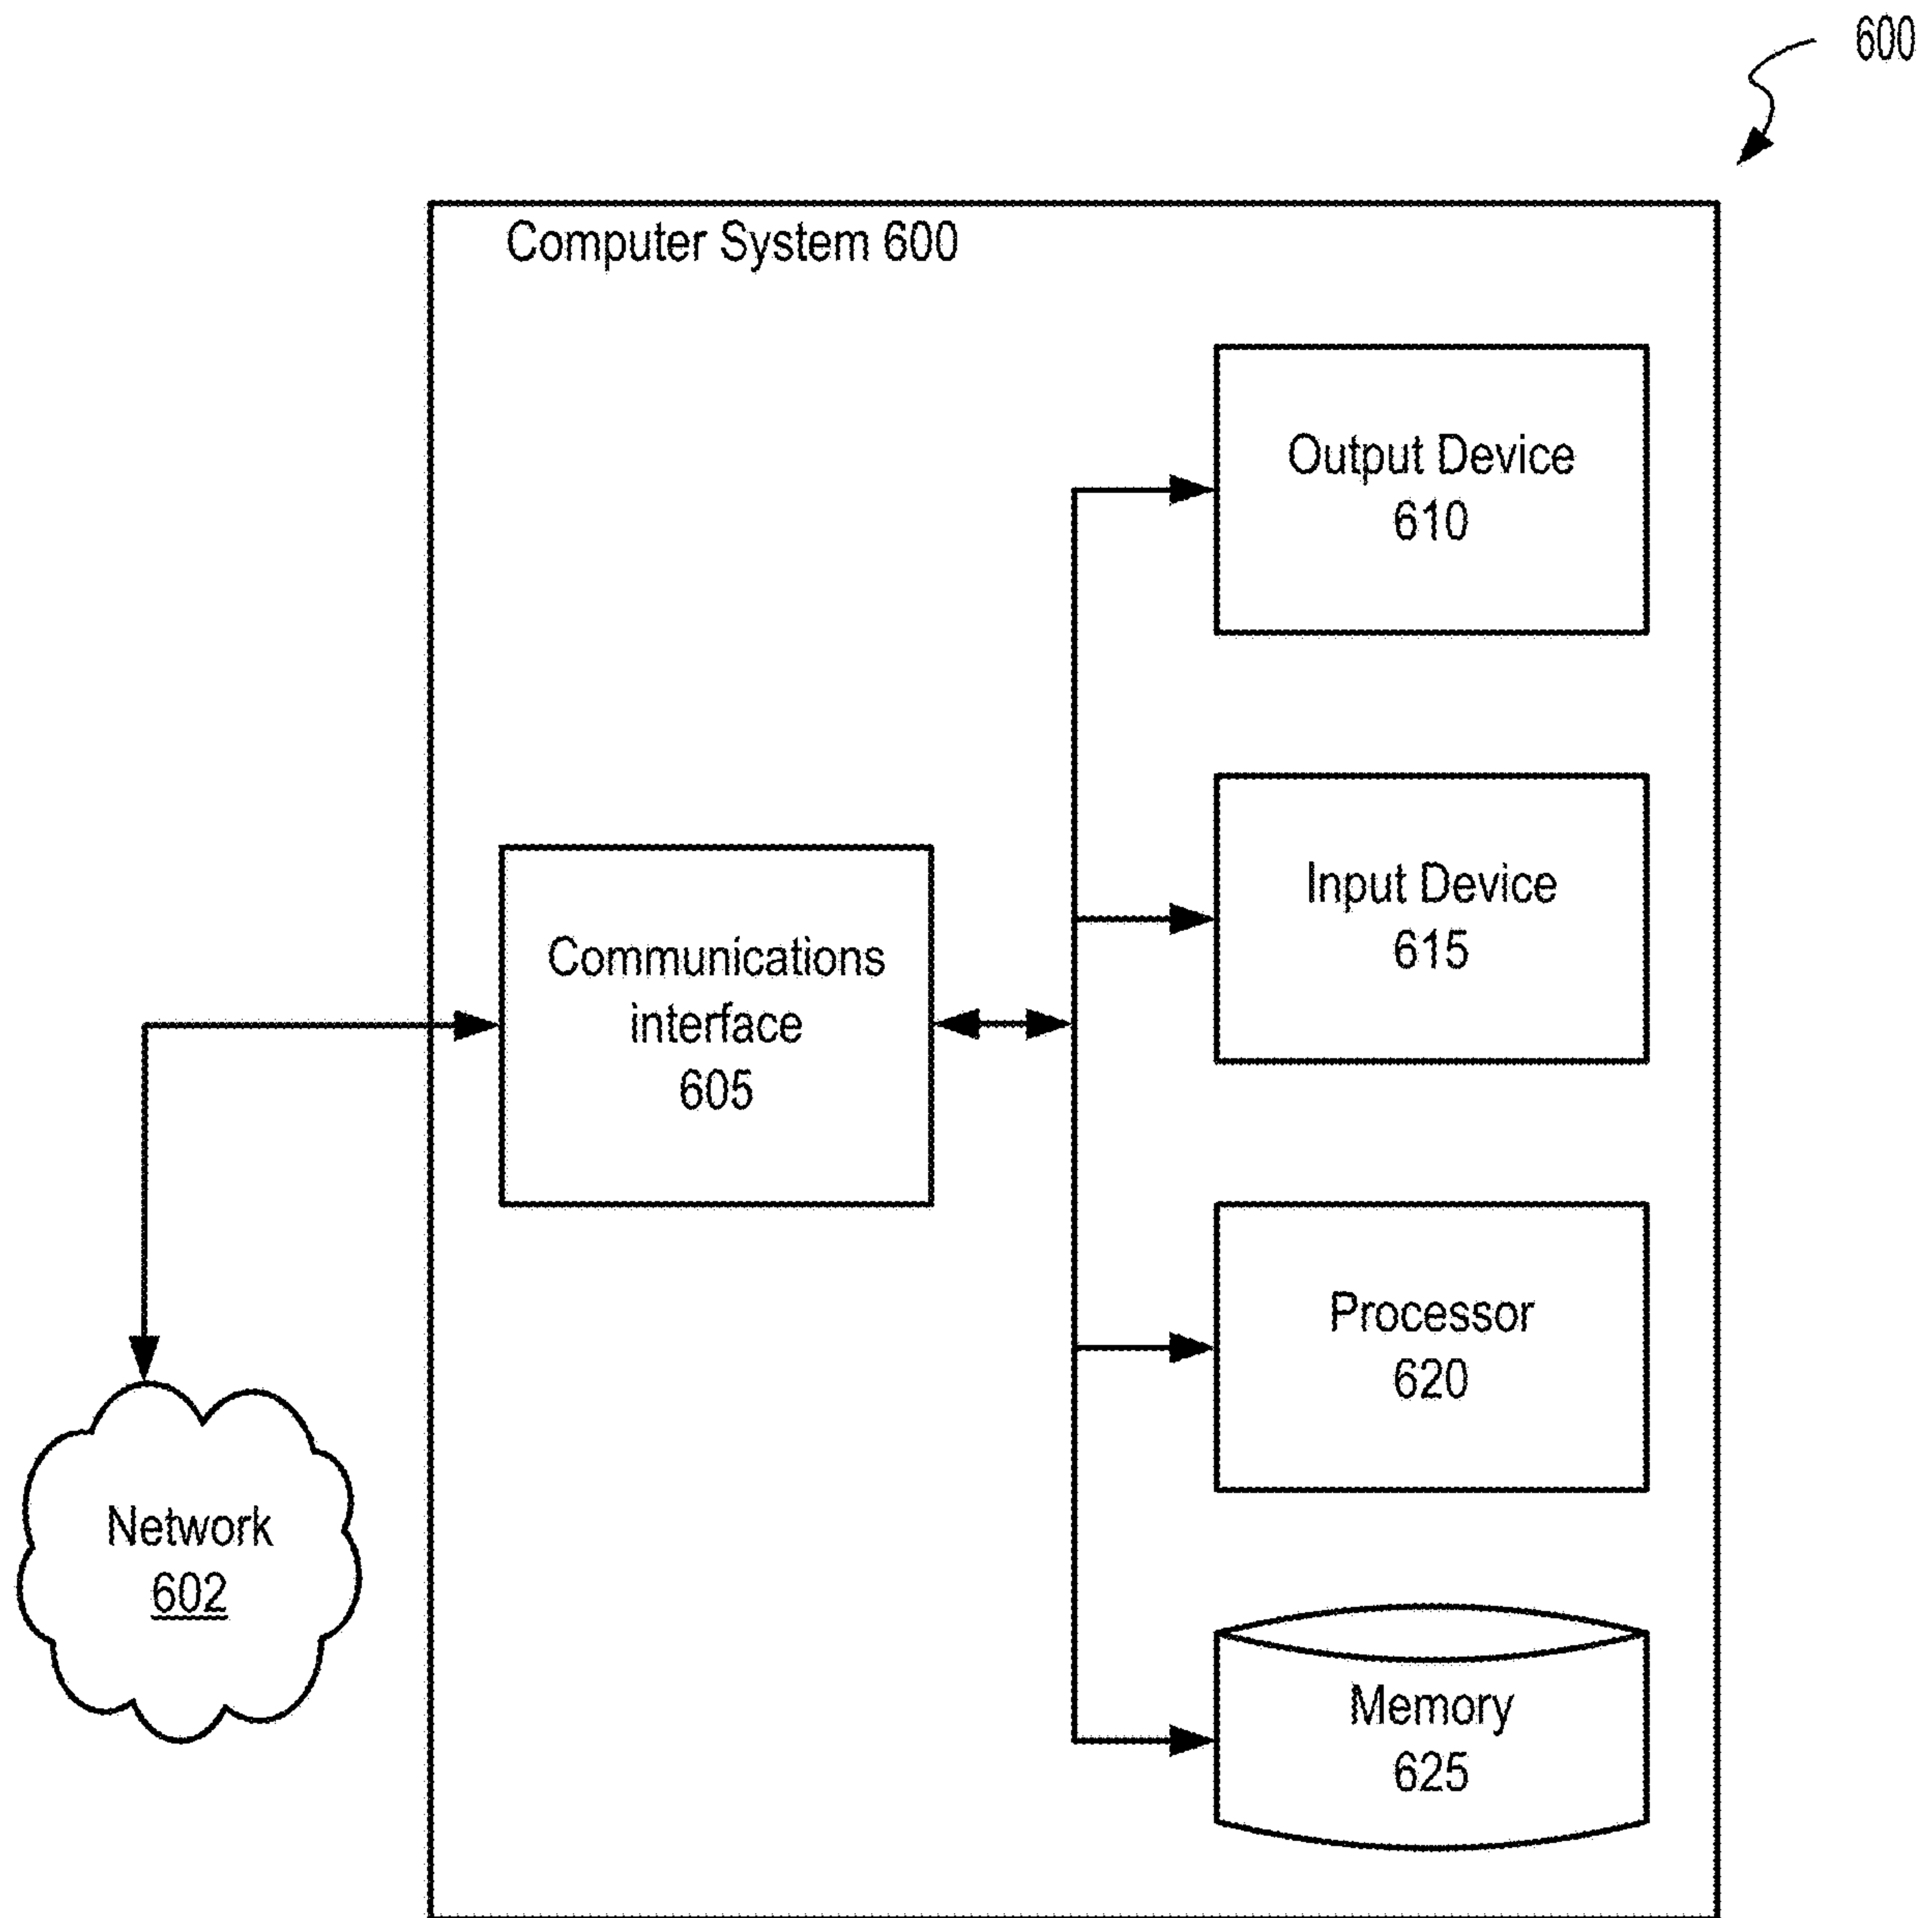 600
Computer System 600
Output Device
610
Input Device
615
Communications
interface
605
Processor
620
Network
602
Memory
625